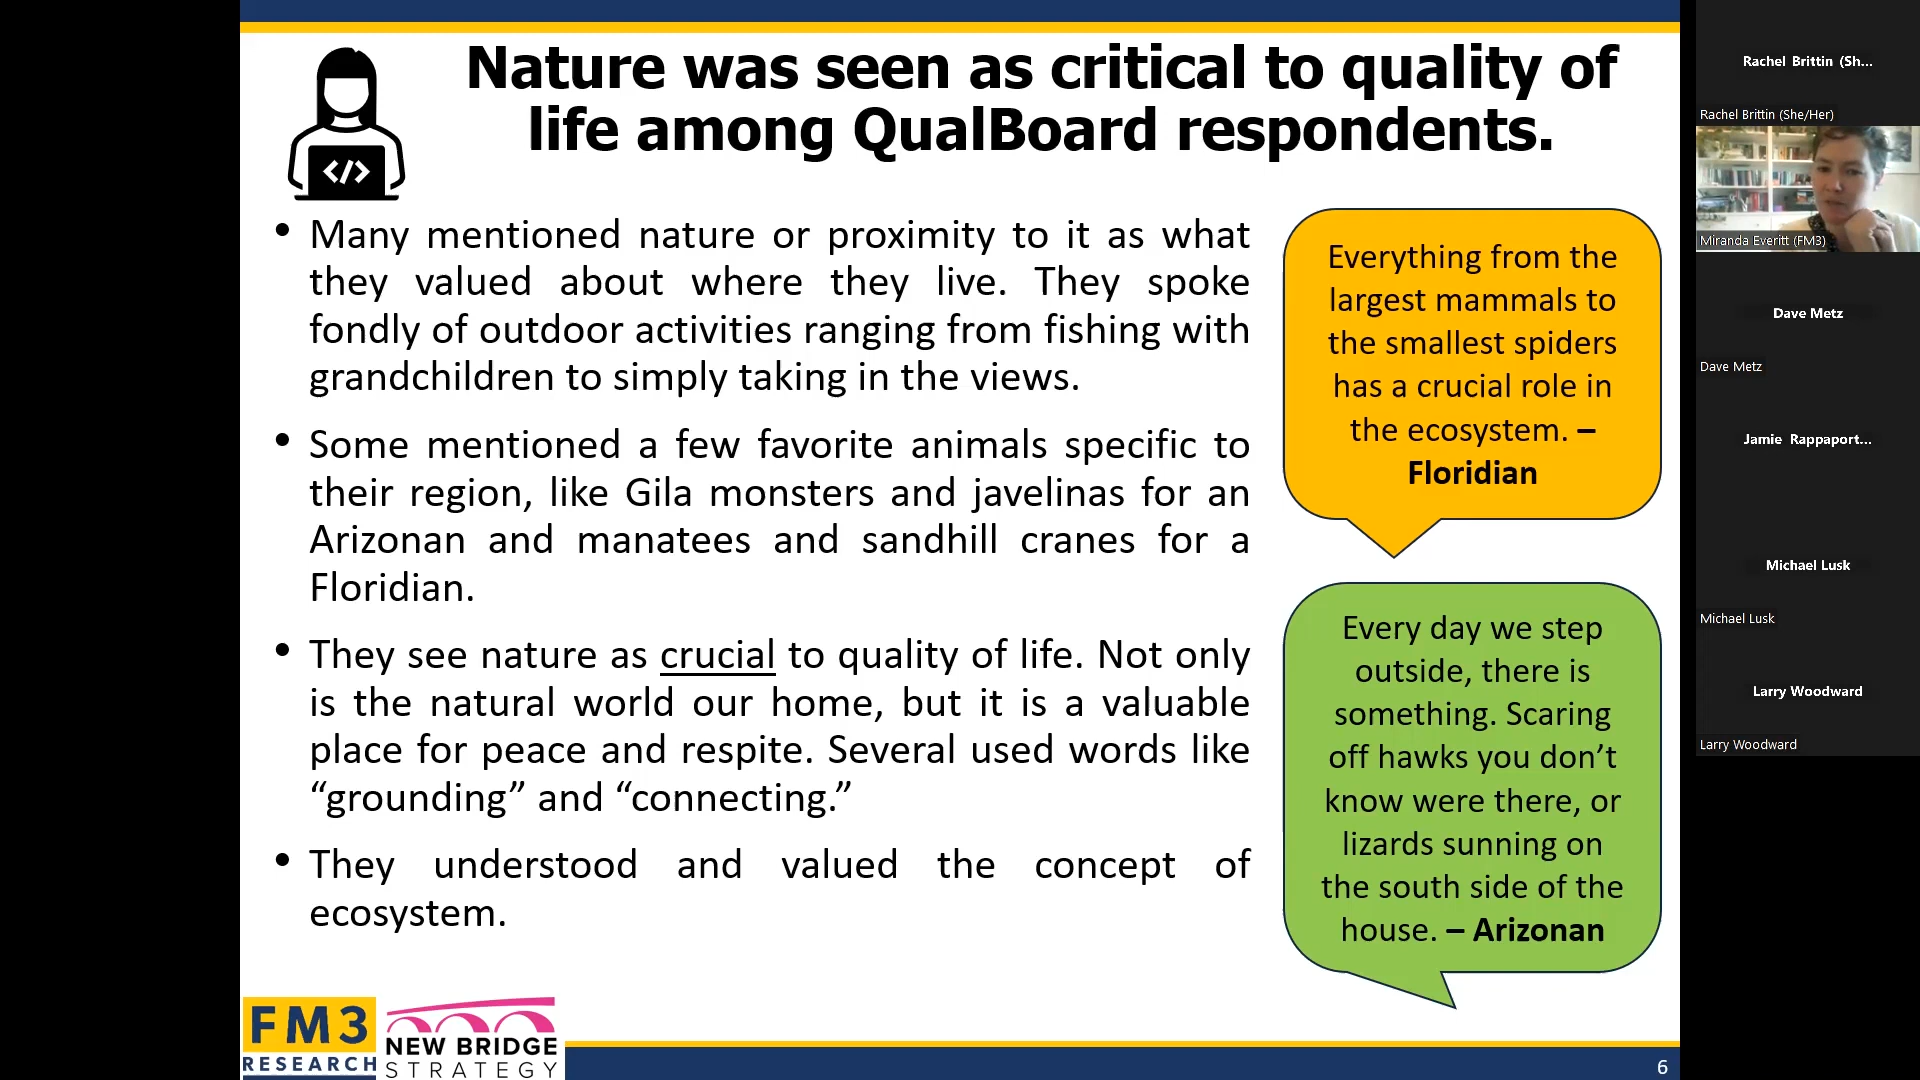 Nature was seen as critical to quality of
life among QualBoard respondents.
</>
• Many mentioned nature or proximity to it as what
they valued about where they live. They spoke
fondly of outdoor activities ranging from fishing with
grandchildren to simply taking in the views.
• Some mentioned a few favorite animals specific to
their region, like Gila monsters and javelinas for an
Arizonan and manatees and sandhill cranes for a
Floridian.
• They see nature as crucial to quality of life. Not only
is the natural world our home, but it is a valuable
place for peace and respite. Several used words like
“grounding” and “connecting.”
• They understood and valued the concept of
ecosystem.
Everything from the
largest mammals to
the smallest spiders
has a crucial role in
the ecosystem. –
Floridian
Every day we step
outside, there is
something. Scaring
off hawks you don’t
know were there, or
lizards sunning on
the south side of the
house. – Arizonan
FM3
RESEARCH
NEW BRIDGE
STRATEGY
6
Rachel Brittin (Sh...
Rachel Brittin (She/Her)
Miranda Everitt (FM3)
Dave Metz
Dave Metz
Jamie Rappaport...
Michael Lusk
Michael Lusk
Larry Woodward
Larry Woodward